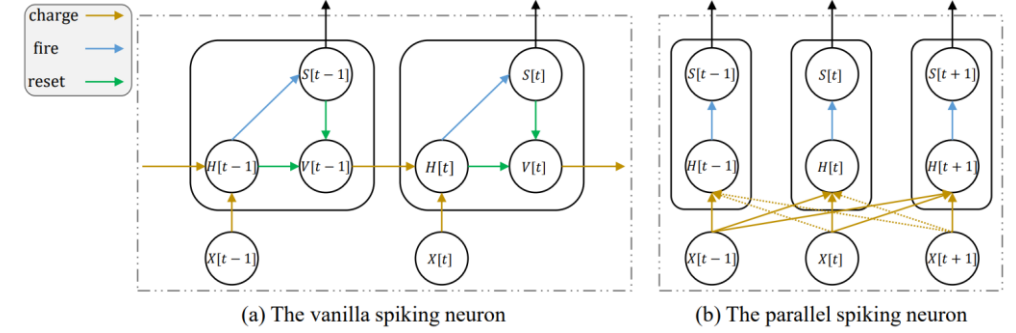 charge
fire
reset
S[t − 1]
S[t]
H[t − 1]
V[t − 1]
H[t]
V[t]
X[t − 1]
X[t]
(a) The vanilla spiking neuron
S[t − 1]
S[t]
S[t + 1]
H[t − 1]
H[t]
H[t + 1]
X[t − 1]
X[t]
X[t + 1]
(b) The parallel spiking neuron